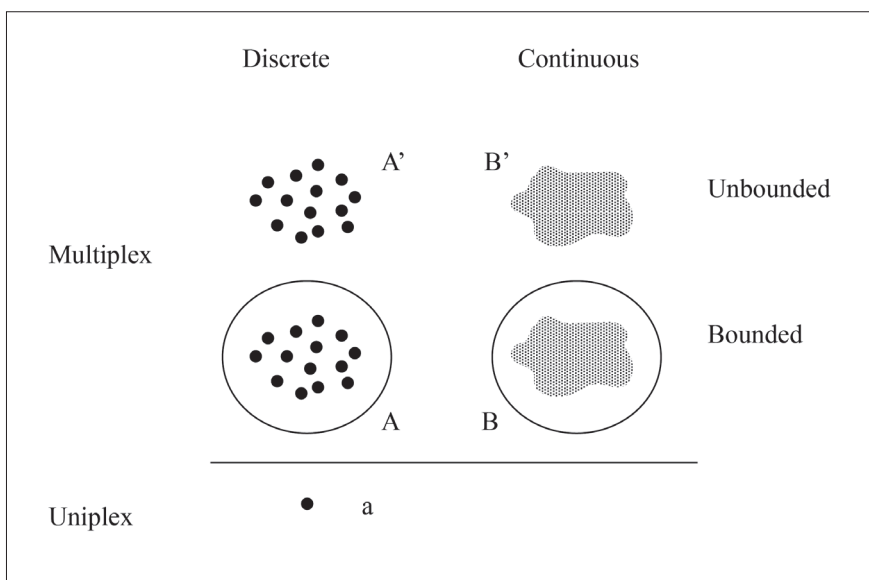 Discrete Continuous
A’ B’
Unbounded
Multiplex
Bounded
A B
Uniplex a